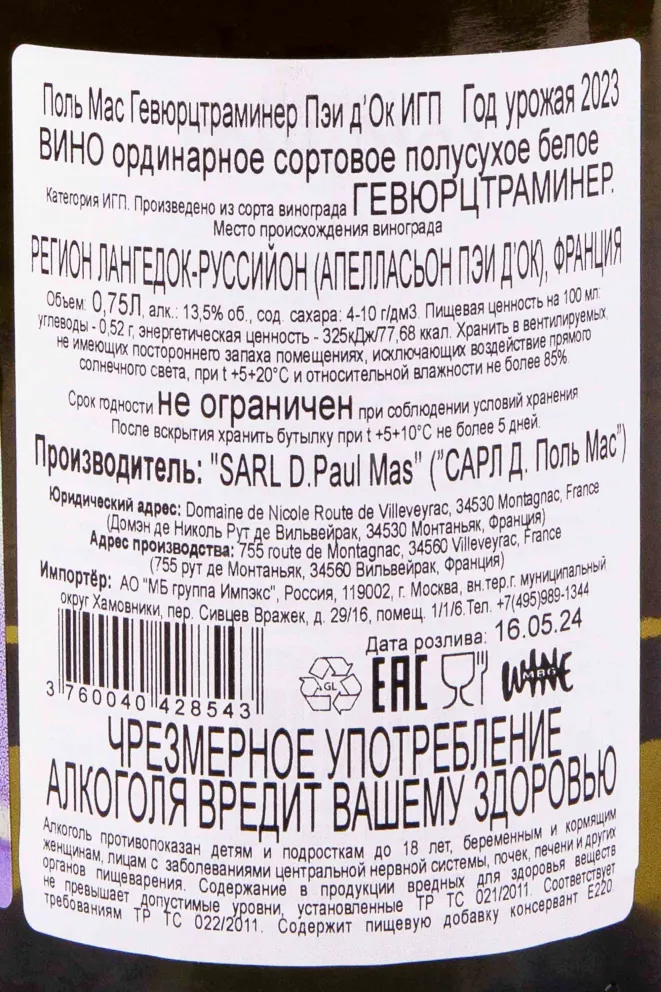 Поль Мас Гевюрцтраминер Пэи д'Ок ИГП Год урожая 2023
ВИНО ординарное сортовое полусухое белое
Категория ИГП. Произведено из сорта винограда ГЕВЮРЦТРАМИНЕР.
Место происхождения винограда
РЕГИОН ЛАНГЕДОК-РУССИЙОН (АПЕЛЛАСЬОН ПЭИ Д'ОК), ФРАНЦИЯ
Объем: 0,75Л, алк.: 13,5% об., сод. сахара: 4-10 г/дм3. Пищевая ценность на 100 мл:
углеводы - 0,52 г, энергетическая ценность - 325кДж/77,68 ккал. Хранить в вентилируемых,
не имеющих постороннего запаха помещениях, исключающих воздействие прямого
солнечного света, при t +5+20°C и относительной влажности не более 85%.
Срок годности не ограничен при соблюдении условий хранения
После вскрытия хранить бутылку при t +5+10°C не более 5 дней.
Производитель: "SARL D.Paul Mas" ("САРЛ Д. Поль Мас")
Юридический адрес: Domaine de Nicole Route de Villeveyrac, 34530 Montagnac, France
(Домэн де Николь Рут де Вильвейрак, 34530 Монтаньяк, Франция)
Адрес производства: 755 route de Montagnac, 34560 Villeveyrac, France
(755 рут де Монтаньяк, 34560 Вильвейрак, Франция)
Импортёр: АО "МБ группа Импэкс", Россия, 119002, г. Москва, вн.тер.г. муниципальный
округ Хамовники, пер. Сивцев Вражек, д. 29/16, помещ. 1/1/6.Тел. +7(495)989-1344
Дата розлива: 16.05.24
3 760040 428543
GL
EAC
WINE
МБГ
ЧРЕЗМЕРНОЕ УПОТРЕБЛЕНИЕ
АЛКОГОЛЯ ВРЕДИТ ВАШЕМУ ЗДОРОВЬЮ
Алкоголь противопоказан детям и подросткам до 18 лет, беременным и кормящим
женщинам, лицам с заболеваниями центральной нервной системы, почек, печени и других
органов пищеварения. Содержание в продукции вредных для здоровья веществ
не превышает допустимые уровни, установленные ТР ТС 021/2011. Соответствует
требованиям ТР ТС 022/2011. Содержит пищевую добавку консервант Е220.